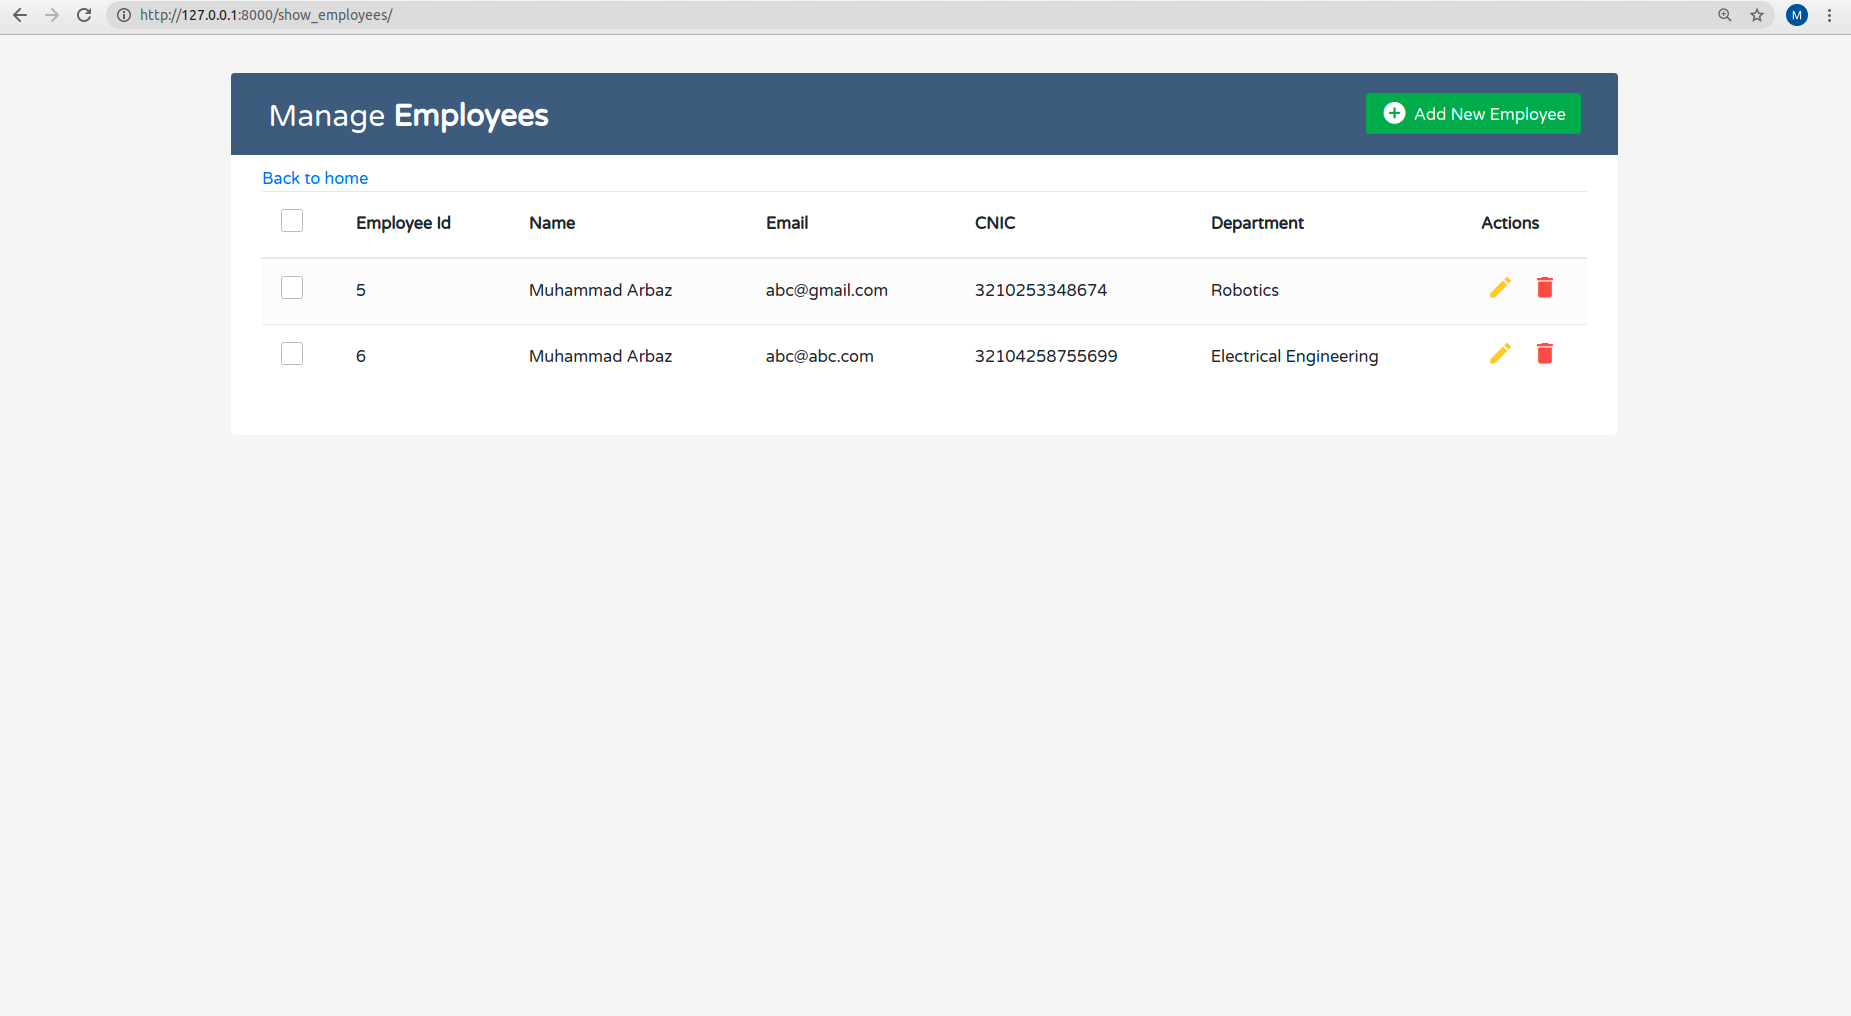 http://127.0.0.1:8000/show_employees/
M
Manage Employees
Add New Employee
Back to home
Employee Id Name Email CNIC Department Actions
5 Muhammad Arbaz abc@gmail.com 3210253348674 Robotics
6 Muhammad Arbaz abc@abc.com 32104258755699 Electrical Engineering